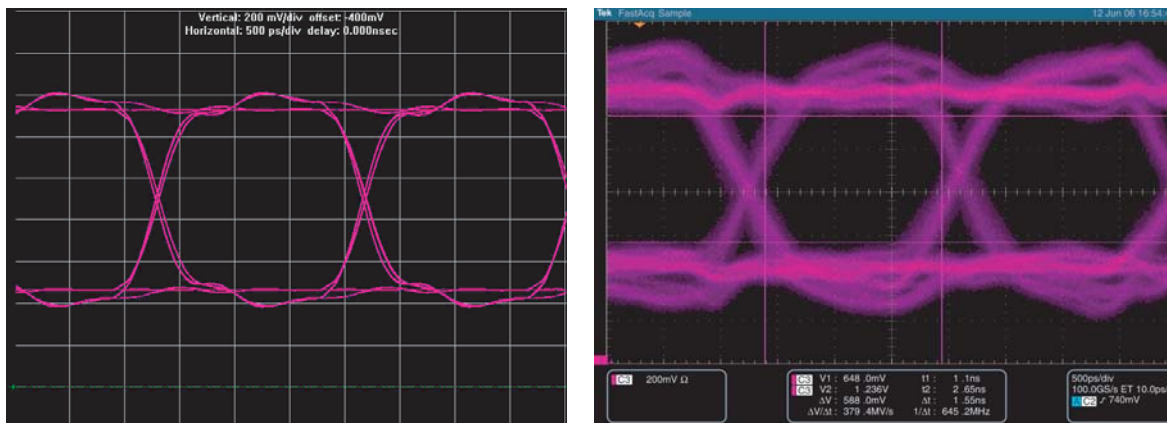 Vertical: 200 mV/div offset: -400mV
Horizontal: 500 ps/div delay: 0.000nsec
Tek FastAcq Sample
12 Jun 06 16:54
C3 200mV Ω
C3 V1 : 648 .0mV t1 : 1 .1ns
C3 V2 : 1 .236V t2 : 2 .65ns
ΔV : 588 .0mV Δt : 1 .55ns
ΔV/Δt : 379 .4MV/s 1/Δt : 645 .2MHz
500ps/div
100.0GS/s ET 10.0ps/
A C2 740mV